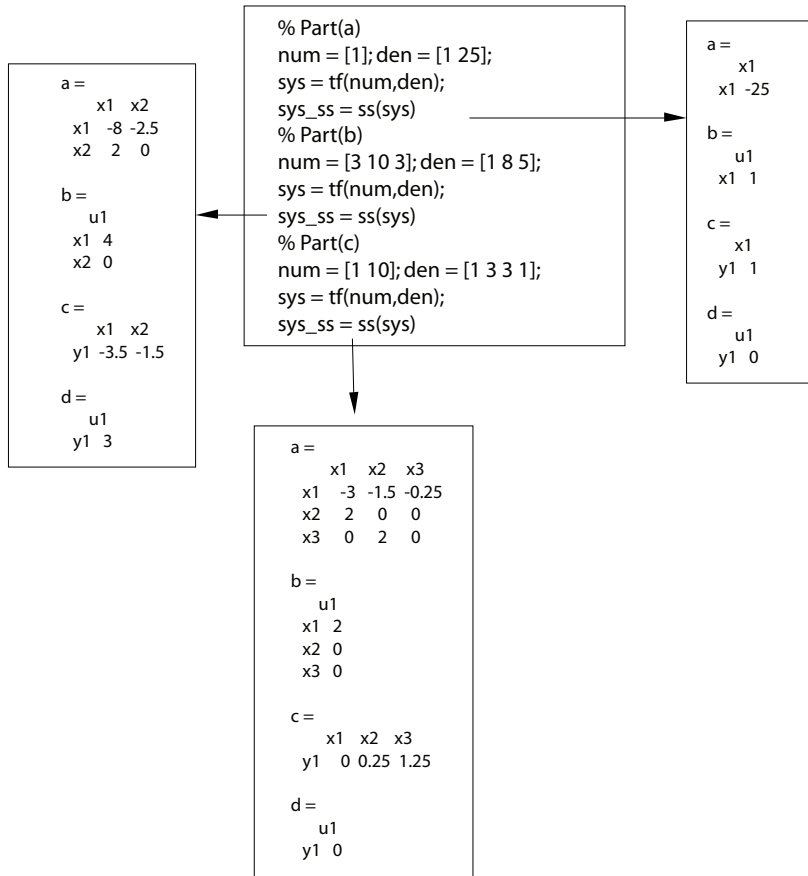 % Part(a)
num = [1]; den = [1 25];
sys = tf(num,den);
sys_ss = ss(sys)
% Part(b)
num = [3 10 3]; den = [1 8 5];
sys = tf(num,den);
sys_ss = ss(sys)
% Part(c)
num = [1 10]; den = [1 3 3 1];
sys = tf(num,den);
sys_ss = ss(sys)
a =
x1 x2
x1 -8 -2.5
x2 2 0
b =
u1
x1 4
x2 0
c =
x1 x2
y1 -3.5 -1.5
d =
u1
y1 3
a =
x1
x1 -25
b =
u1
x1 1
c =
x1
y1 1
d =
u1
y1 0
a =
x1 x2 x3
x1 -3 -1.5 -0.25
x2 2 0 0
x3 0 2 0
b =
u1
x1 2
x2 0
x3 0
c =
x1 x2 x3
y1 0 0.25 1.25
d =
u1
y1 0